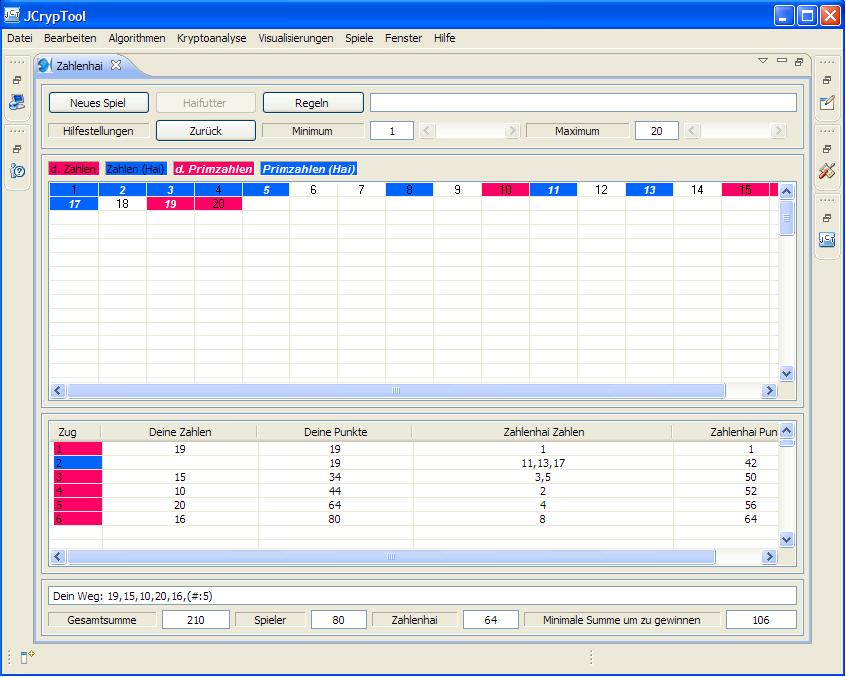 JCrypTool
Datei Bearbeiten Algorithmen Kryptoanalyse Visualisierungen Spiele Fenster Hilfe
Zahlenhai
Neues Spiel Haifutter Regeln
Hilfestellungen Zurück Minimum 1 Maximum 20
d. Zahlen Zahlen (Hai) d. Primzahlen Primzahlen (Hai)
1 2 3 4 5 6 7 8 9 10 11 12 13 14 15
17 18 19 20
Zug Deine Zahlen Deine Punkte Zahlenhai Zahlen Zahlenhai Pun
1 19 19 1 1
2 19 11,13,17 42
3 15 34 3,5 50
4 10 44 2 52
5 20 64 4 56
6 16 80 8 64
Dein Weg: 19,15,10,20,16,(#:5)
Gesamtsumme 210 Spieler 80 Zahlenhai 64 Minimale Summe um zu gewinnen 106